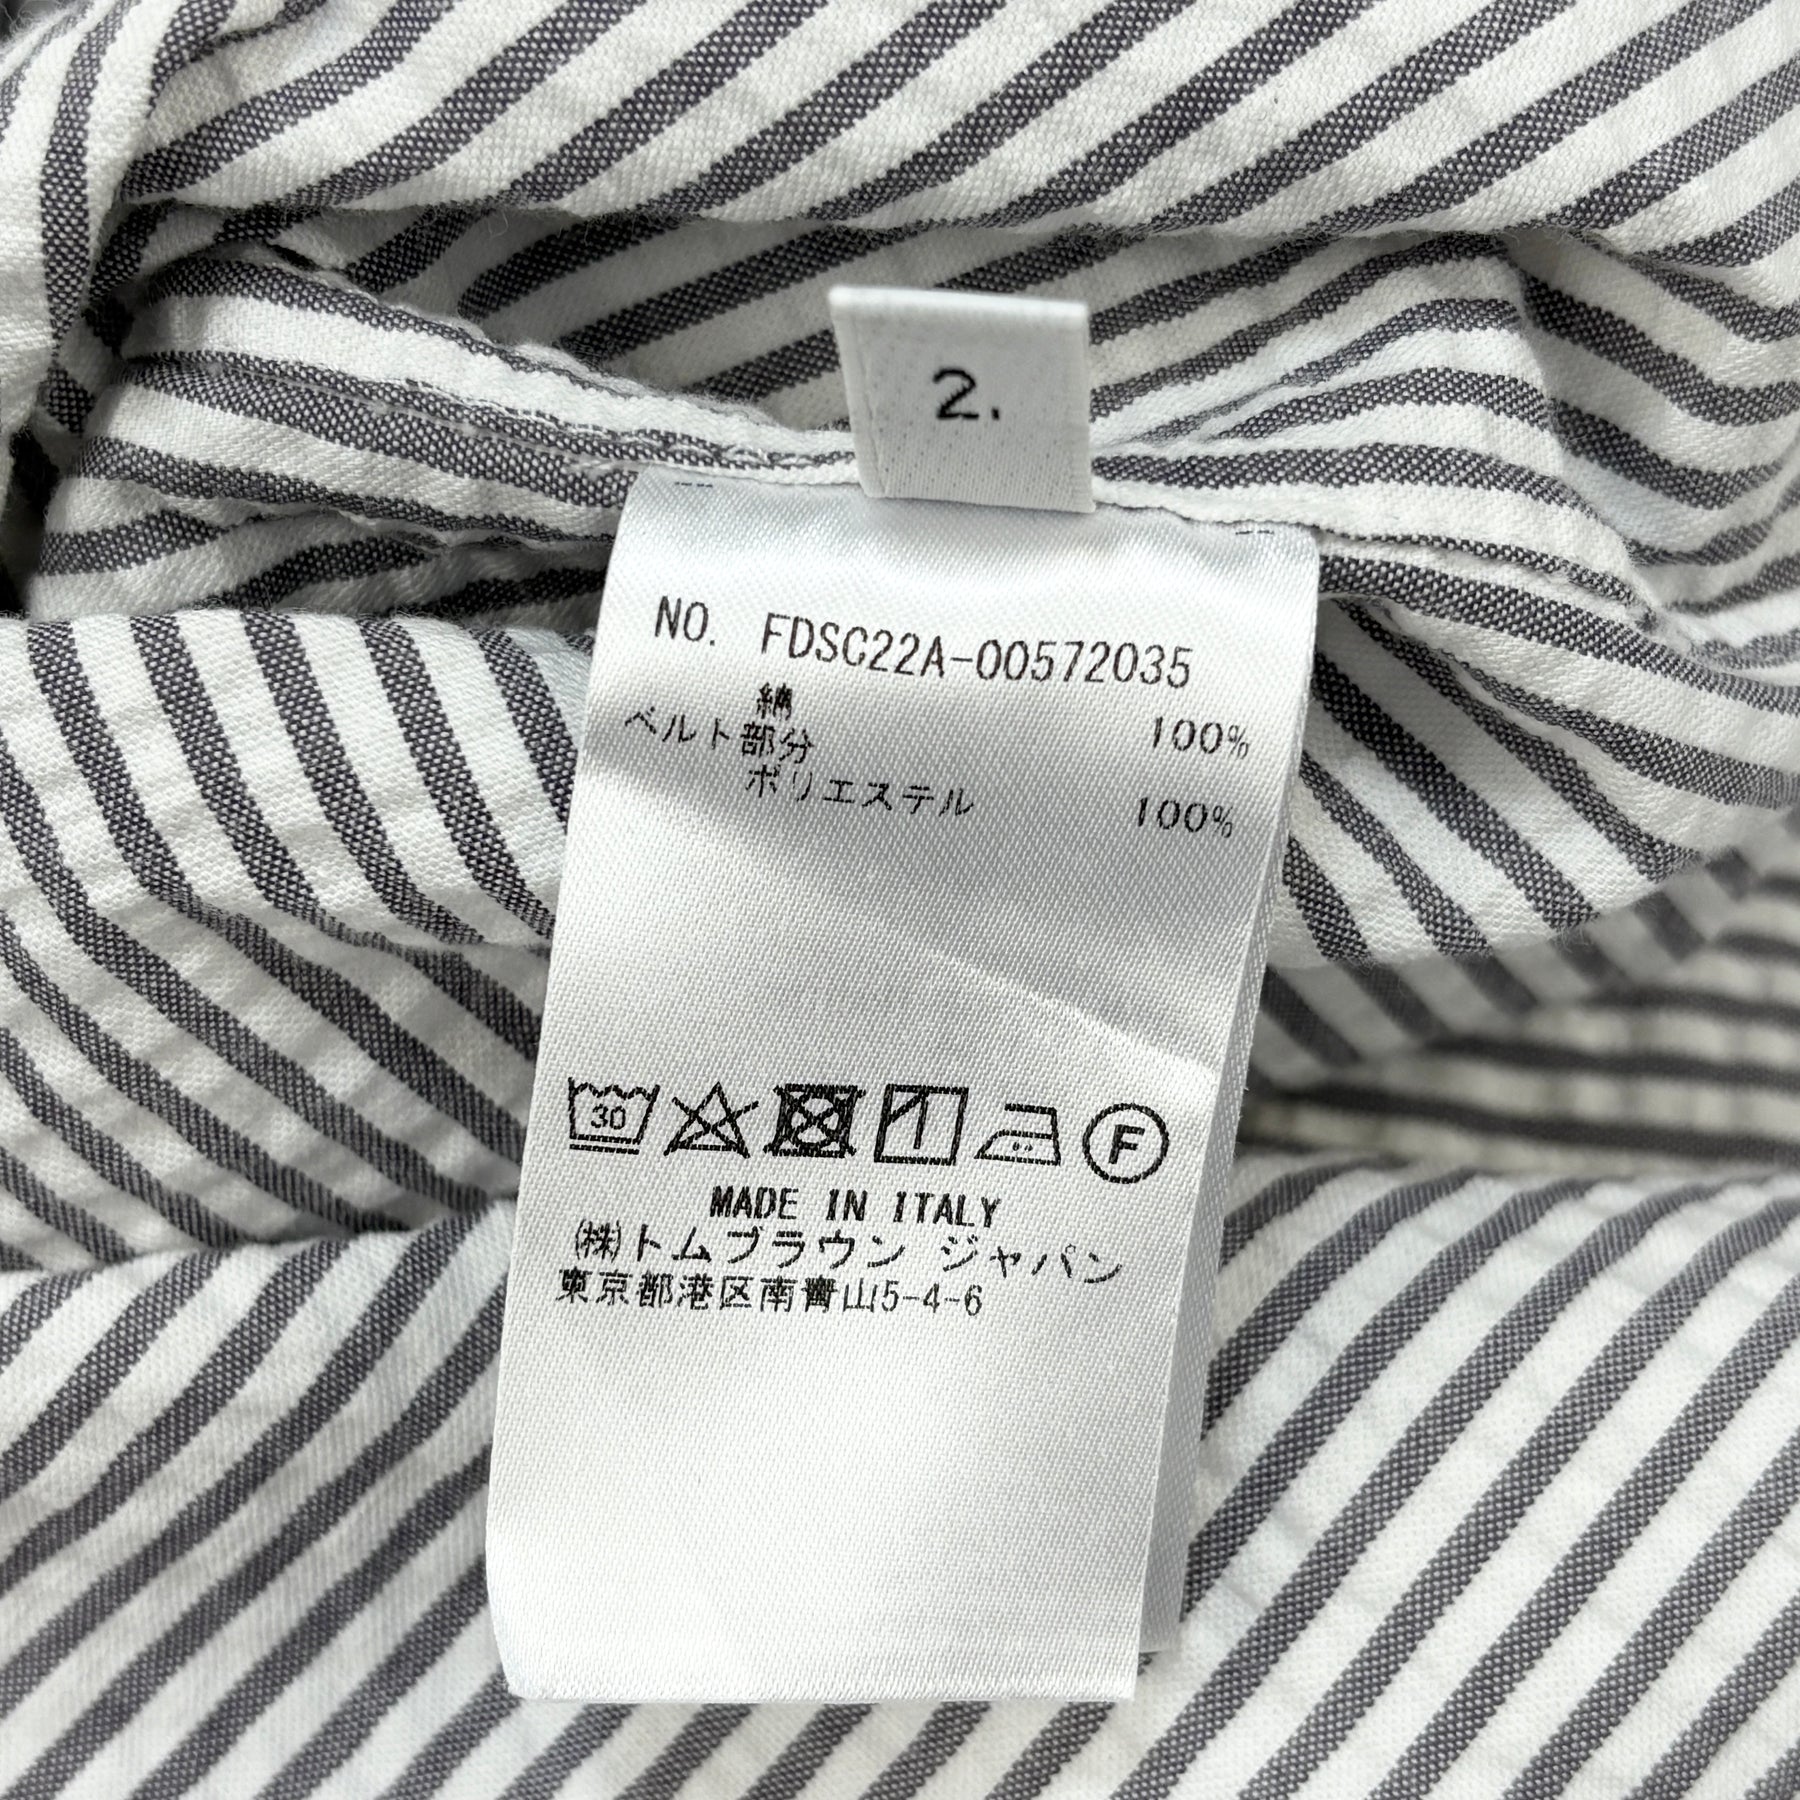 2.
NO. FDSC22A-00572035
綿 100%
ベルト部分
ポリエステル 100%
30
F
MADE IN ITALY
㈱トムブラウン ジャパン
東京都港区南青山5-4-6